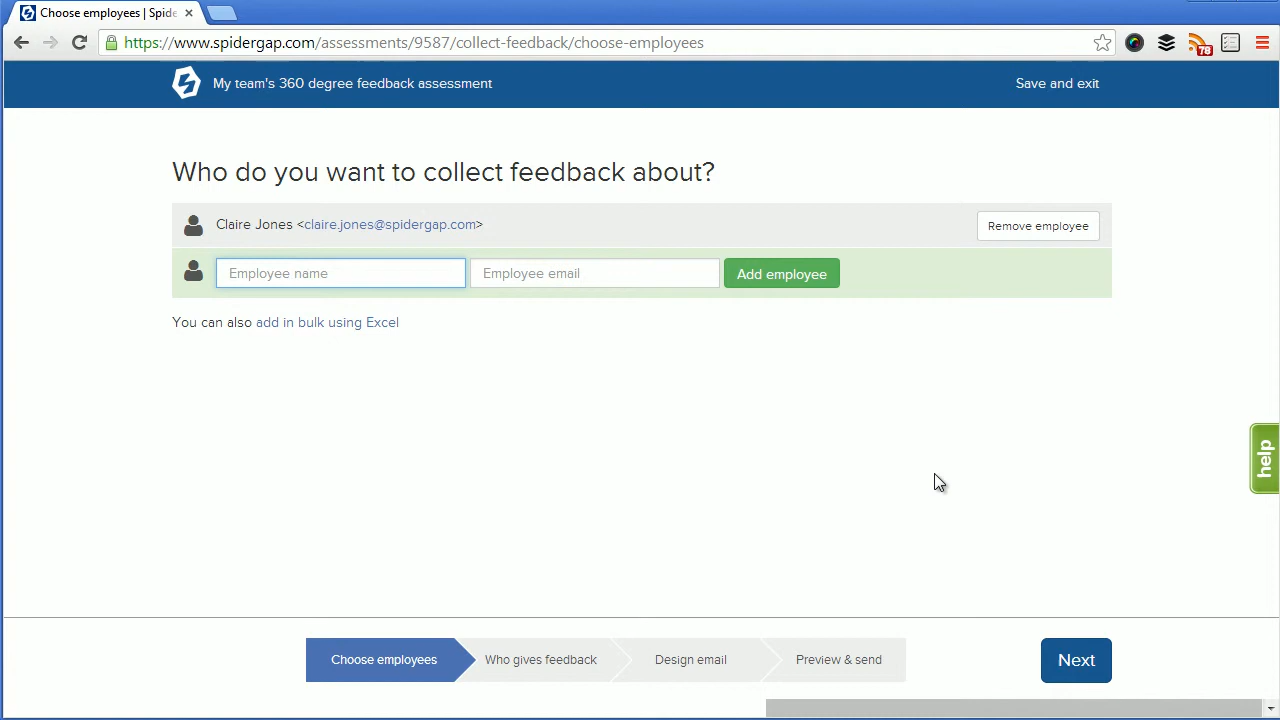 Choose employees | Spide
https://www.spidergap.com/assessments/9587/collect-feedback/choose-employees
78
My team's 360 degree feedback assessment
Save and exit
Who do you want to collect feedback about?
Claire Jones <claire.jones@spidergap.com>
Remove employee
Employee name
Employee email
Add employee
You can also add in bulk using Excel
help
Choose employees
Who gives feedback
Design email
Preview & send
Next